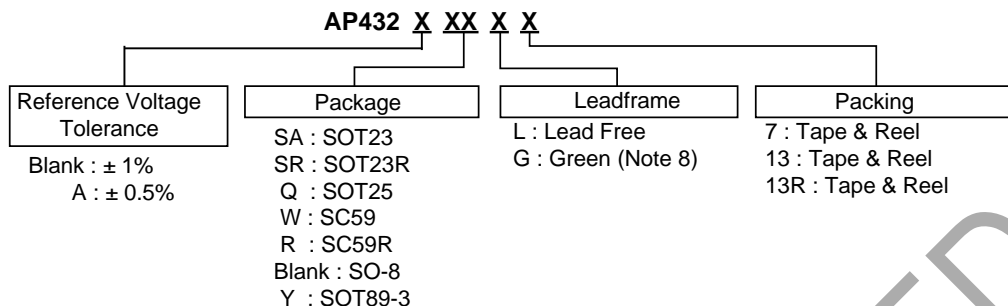 AP432 X XX X X
Reference Voltage
Tolerance
Blank : ± 1%
A : ± 0.5%
Package
SA : SOT23
SR : SOT23R
Q : SOT25
W : SC59
R : SC59R
Blank : SO-8
Y : SOT89-3
Leadframe
L : Lead Free
G : Green (Note 8)
Packing
7 : Tape & Reel
13 : Tape & Reel
13R : Tape & Reel